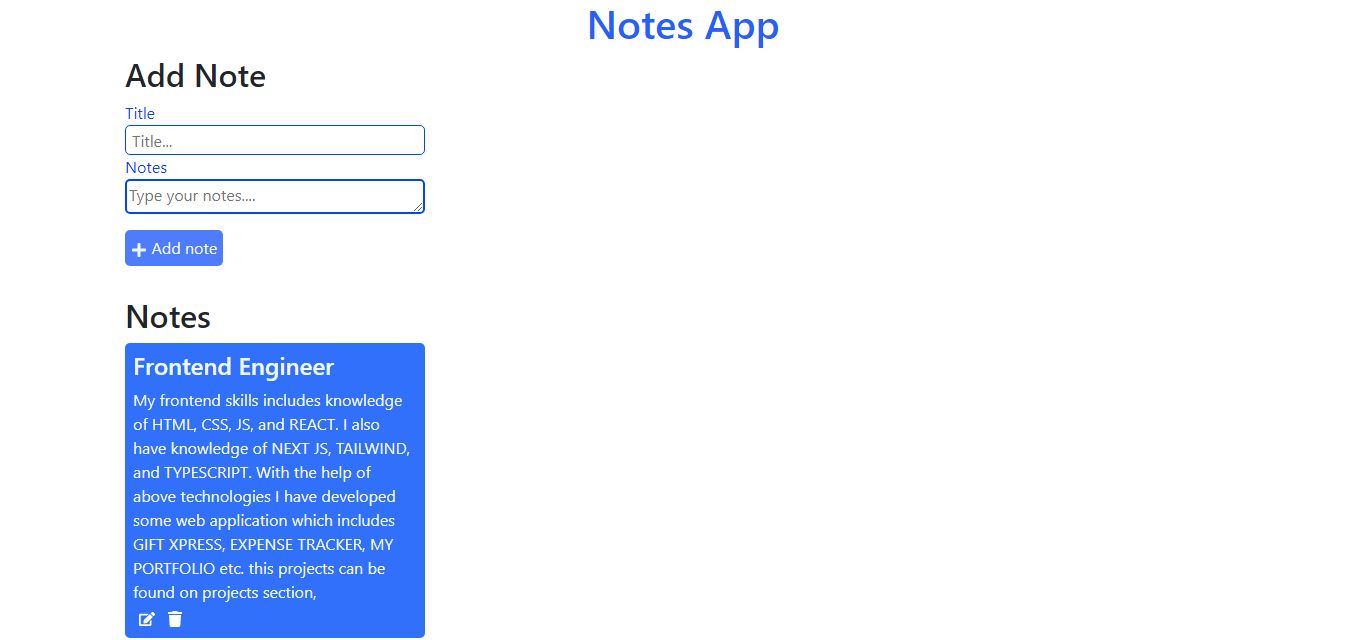 Notes App
Add Note
Title
Title...
Notes
Type your notes....
Add note
Notes
Frontend Engineer
My frontend skills includes knowledge
of HTML, CSS, JS, and REACT. I also
have knowledge of NEXT JS, TAILWIND,
and TYPESCRIPT. With the help of
above technologies I have developed
some web application which includes
GIFT XPRESS, EXPENSE TRACKER, MY
PORTFOLIO etc. this projects can be
found on projects section,